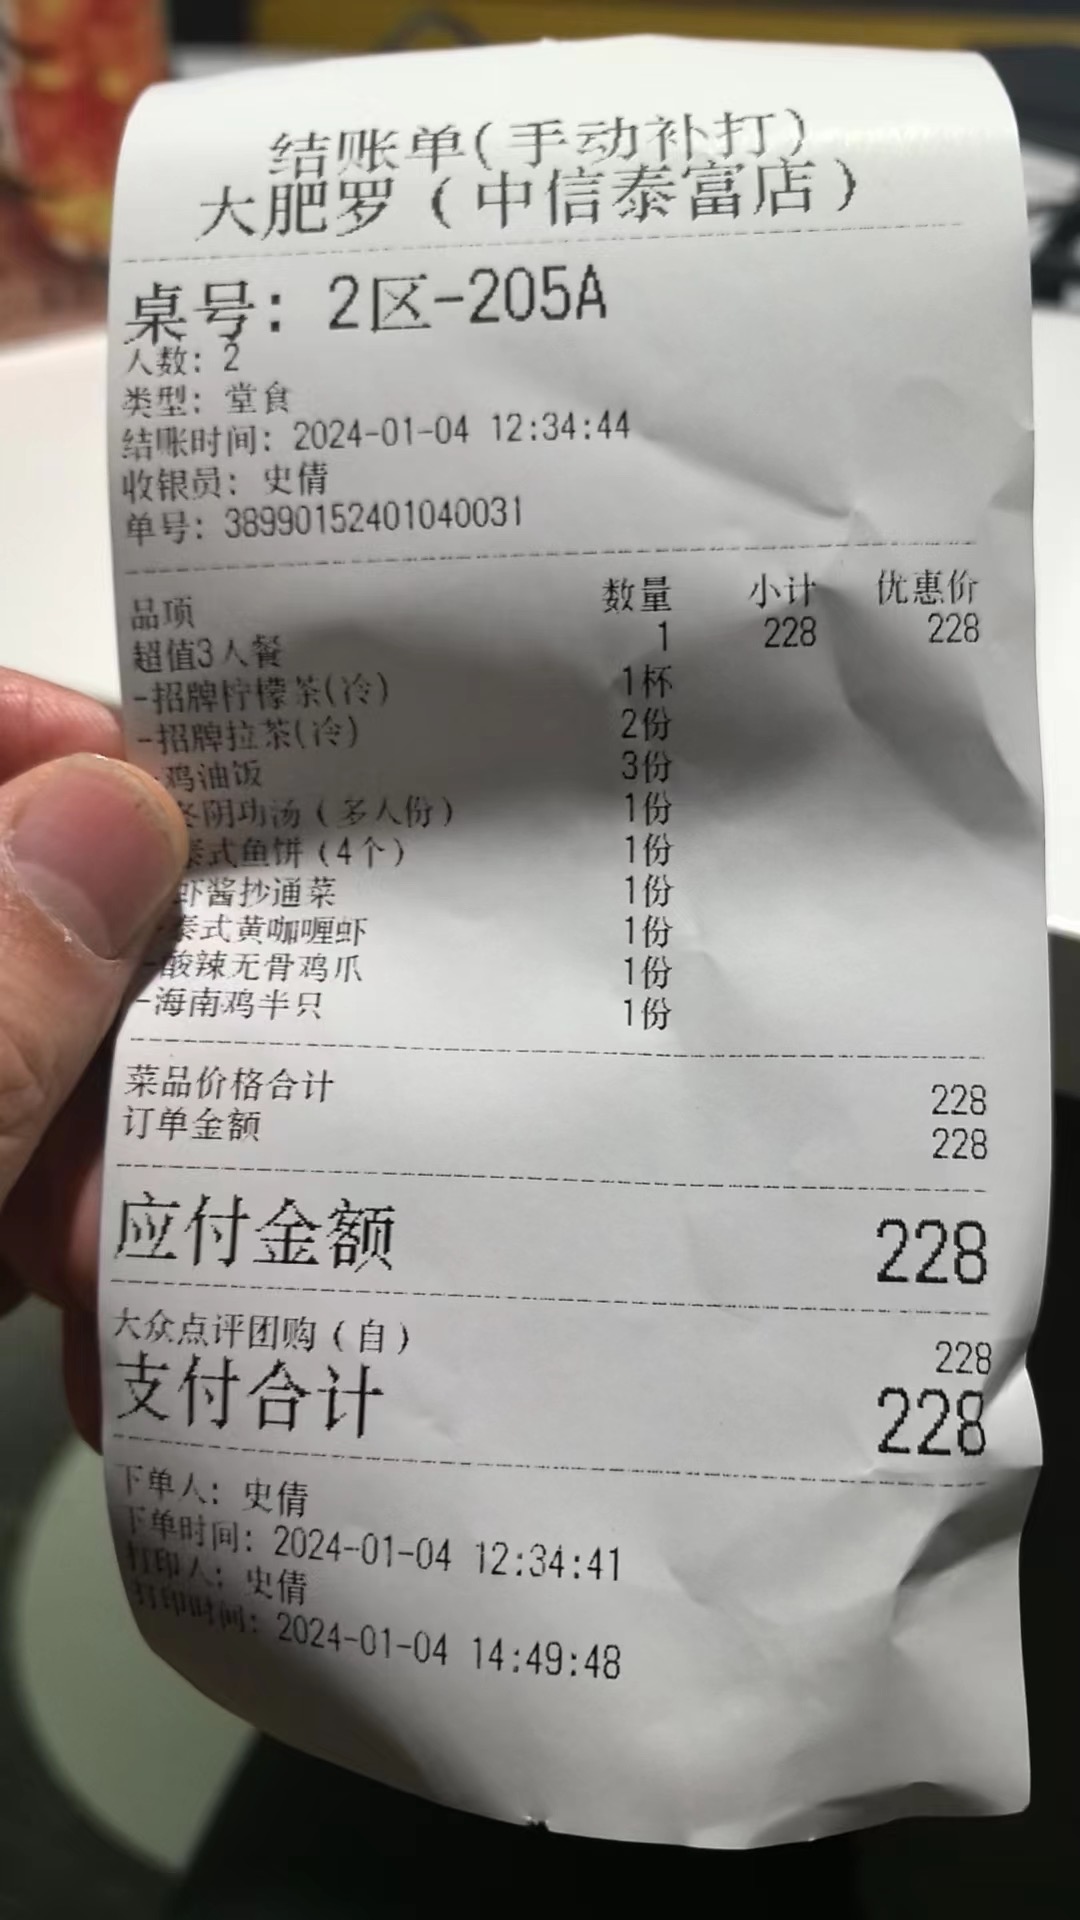 结账单(手动补打)
大肥罗(中信泰富店)
桌号: 2区-205A
人数: 2
类型: 堂食
结账时间: 2024-01-04 12:34:44
收银员: 史倩
单号: 38990152401040031
品项 数量 小计 优惠价
超值3人餐 1 228 228
-招牌柠檬茶(冷) 1杯
-招牌拉茶(冷) 2份
-鸡油饭 3份
冬阴功汤(多人份) 1份
泰式鱼饼(4个) 1份
虾酱抄通菜 1份
-泰式黄咖喱虾 1份
-酸辣无骨鸡爪 1份
-海南鸡半只 1份
菜品价格合计 228
订单金额 228
应付金额 228
大众点评团购(自) 228
支付合计 228
下单人: 史倩
下单时间: 2024-01-04 12:34:41
打印人: 史倩
打印时间: 2024-01-04 14:49:48